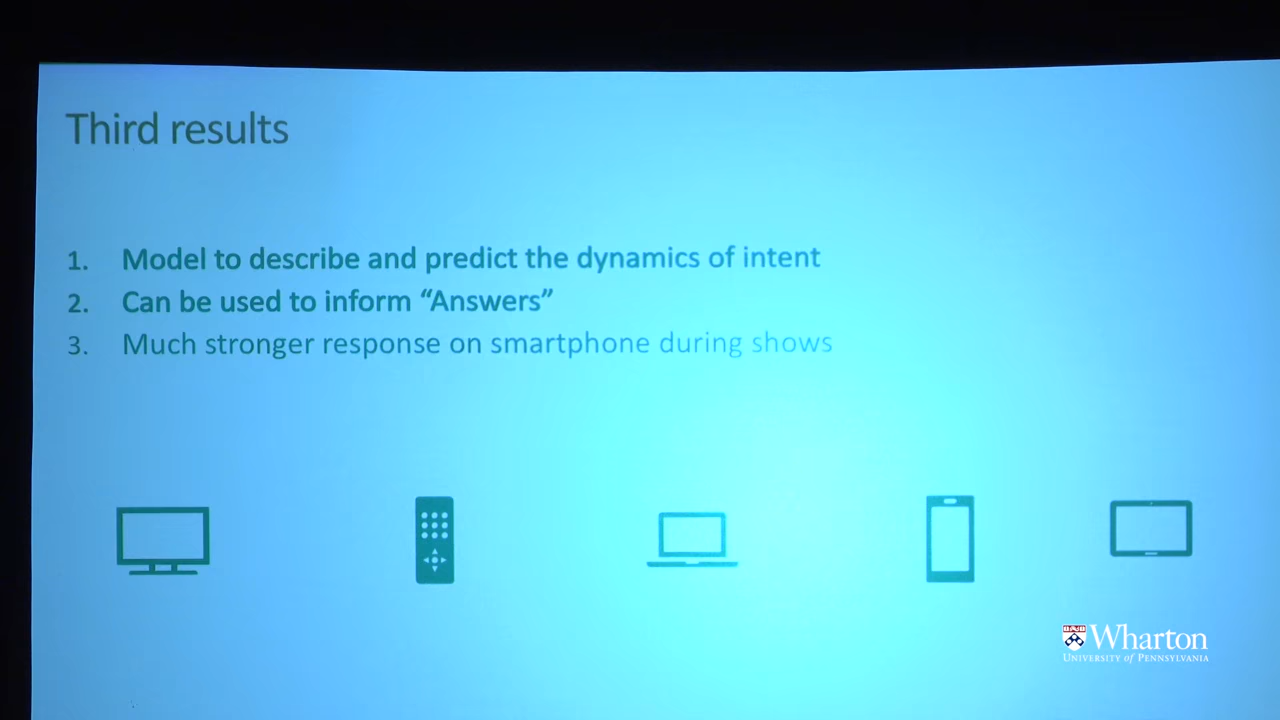 Third results
1. Model to describe and predict the dynamics of intent
2. Can be used to inform “Answers”
3. Much stronger response on smartphone during shows
Wharton
UNIVERSITY of PENNSYLVANIA